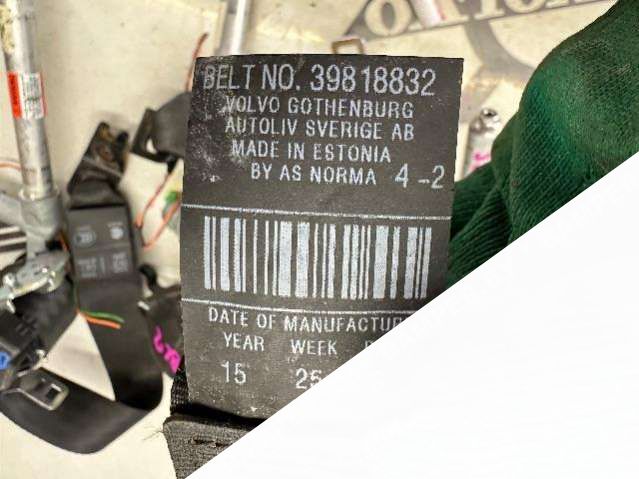 BELT NO. 39818832
VOLVO GOTHENBURG
AUTOLIV SVERIGE AB
MADE IN ESTONIA
BY AS NORMA 4-2
DATE OF
YEAR WEEK
15 25